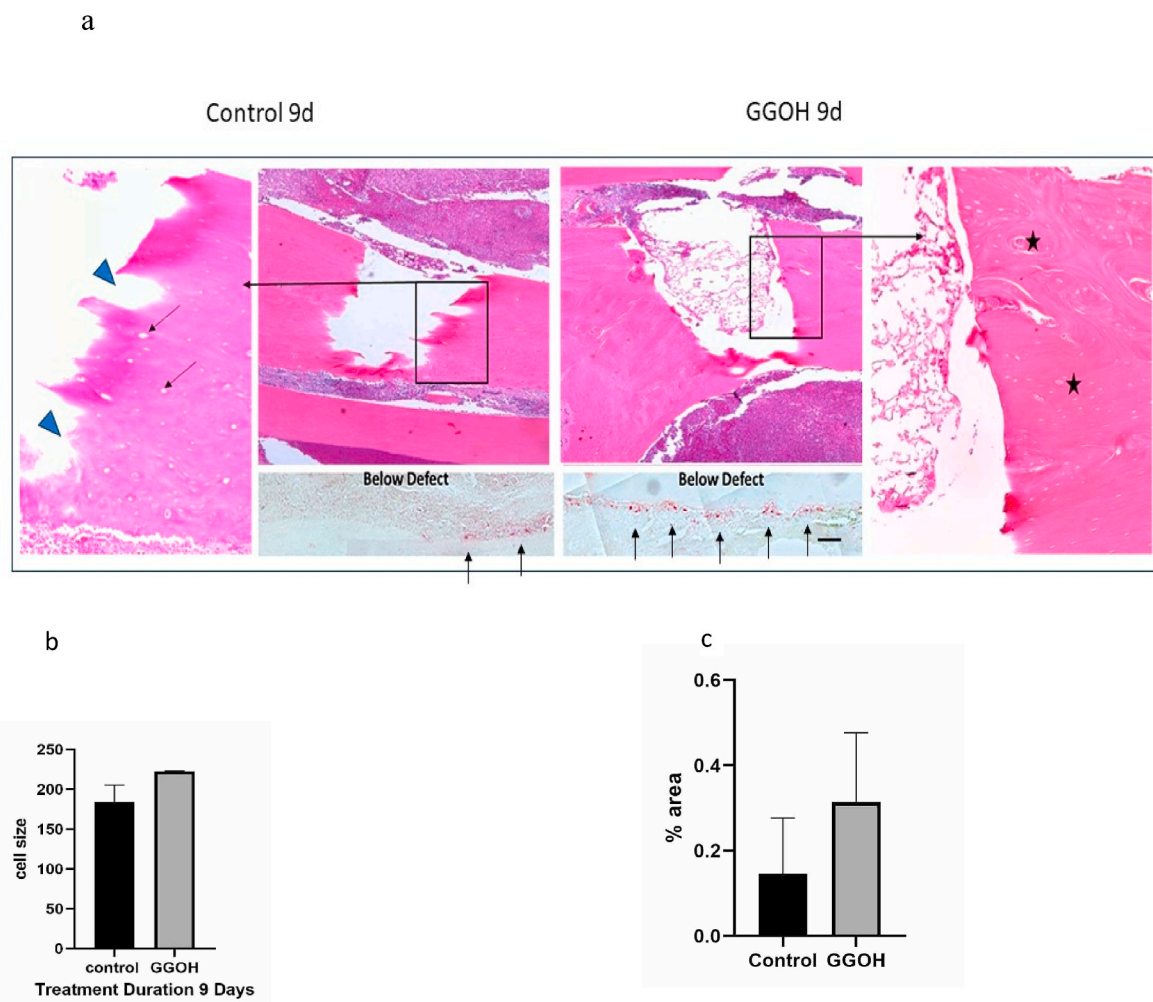 a
Control 9d
GGOH 9d
Below Defect
Below Defect
b
250
200
150
100
50
0
cell size
control GGOH
Treatment Duration 9 Days
c
0.6
0.4
0.2
0.0
% area
Control GGOH